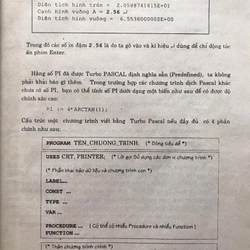 Diện tích hình tròn = 2.0588741615E+01
Cạnh hình vuông A = 2.56 ↵
Diện tích hình vuông = 6.5536000000E+00
Trong đó các số in đậm 2.56 là do ta gõ vào và kí hiệu ↵ dùng để chỉ động tác
ấn phím Enter.
Hằng số PI đã được Turbo PASCAL định nghĩa sẵn (Predefined), ta không
phải khai báo gì thêm. Trong trường hợp các chương trình dịch Pascal khác
chưa có số PI, bạn có thể tính số PI dưới dạng một biến như sau để có được độ
chính xác cao:
PI := 4*ARCTAN(1);
Cấu trúc một chương trình viết bằng Turbo Pascal nếu đầy đủ có 4 phần
chính như sau:
PROGRAM TEN_CHUONG_TRINH; (* Dòng tiêu đề *)
USES CRT, PRINTER; (* Lời gọi sử dụng các đơn vị chương trình *)
(* Phần khai báo dữ liệu và chương trình con *)
LABEL...
CONST ...
TYPE ...
VAR ...
PROCEDURE ... { Có thể có nhiều Procedure và nhiều Function }
FUNCTION ...
(* Thân chương trình chính *)